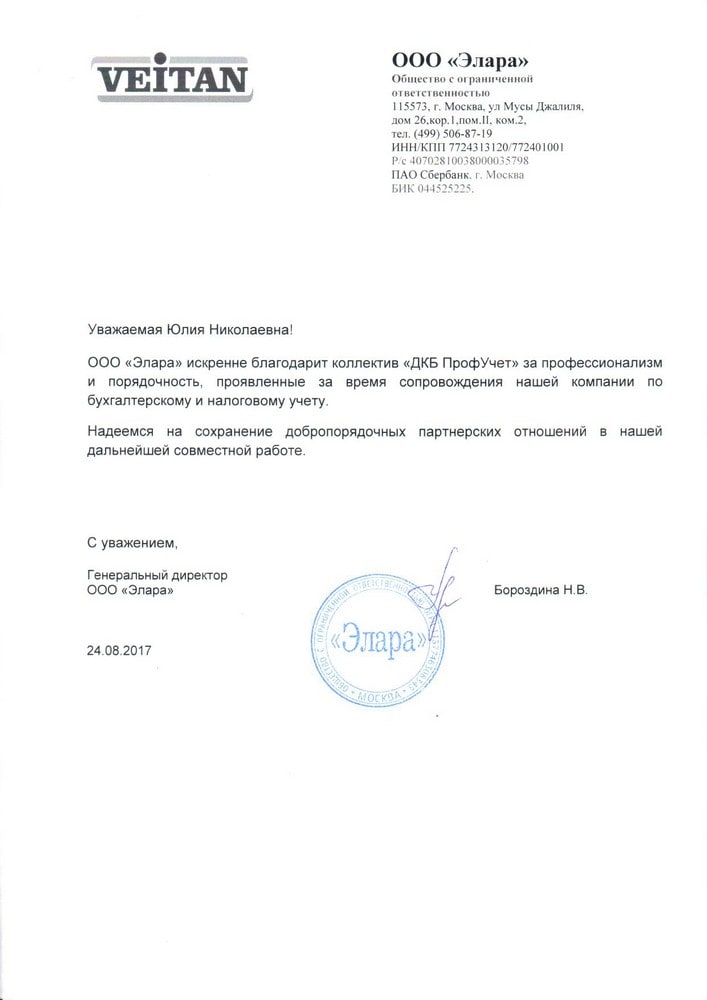 VEITAN
ООО «Элара»
Общество с ограниченной
ответственностью
115573, г. Москва, ул Мусы Джалиля,
дом 26,кор.1,пом.II, ком.2,
тел. (499) 506-87-19
ИНН/КПП 7724313120/772401001
Р/с 40702810038000035798
ПАО Сбербанк. г. Москва
БИК 044525225.
Уважаемая Юлия Николаевна!
ООО «Элара» искренне благодарит коллектив «ДКБ ПрофУчет» за профессионализм
и порядочность, проявленные за время сопровождения нашей компании по
бухгалтерскому и налоговому учету.
Надеемся на сохранение добропорядочных партнерских отношений в нашей
дальнейшей совместной работе.
С уважением,
Генеральный директор
ООО «Элара»
Бороздина Н.В.
ОБЩЕСТВО С ОГРАНИЧЕННОЙ ОТВЕТСТВЕННОСТЬЮ
«Элара»
МОСКВА
24.08.2017